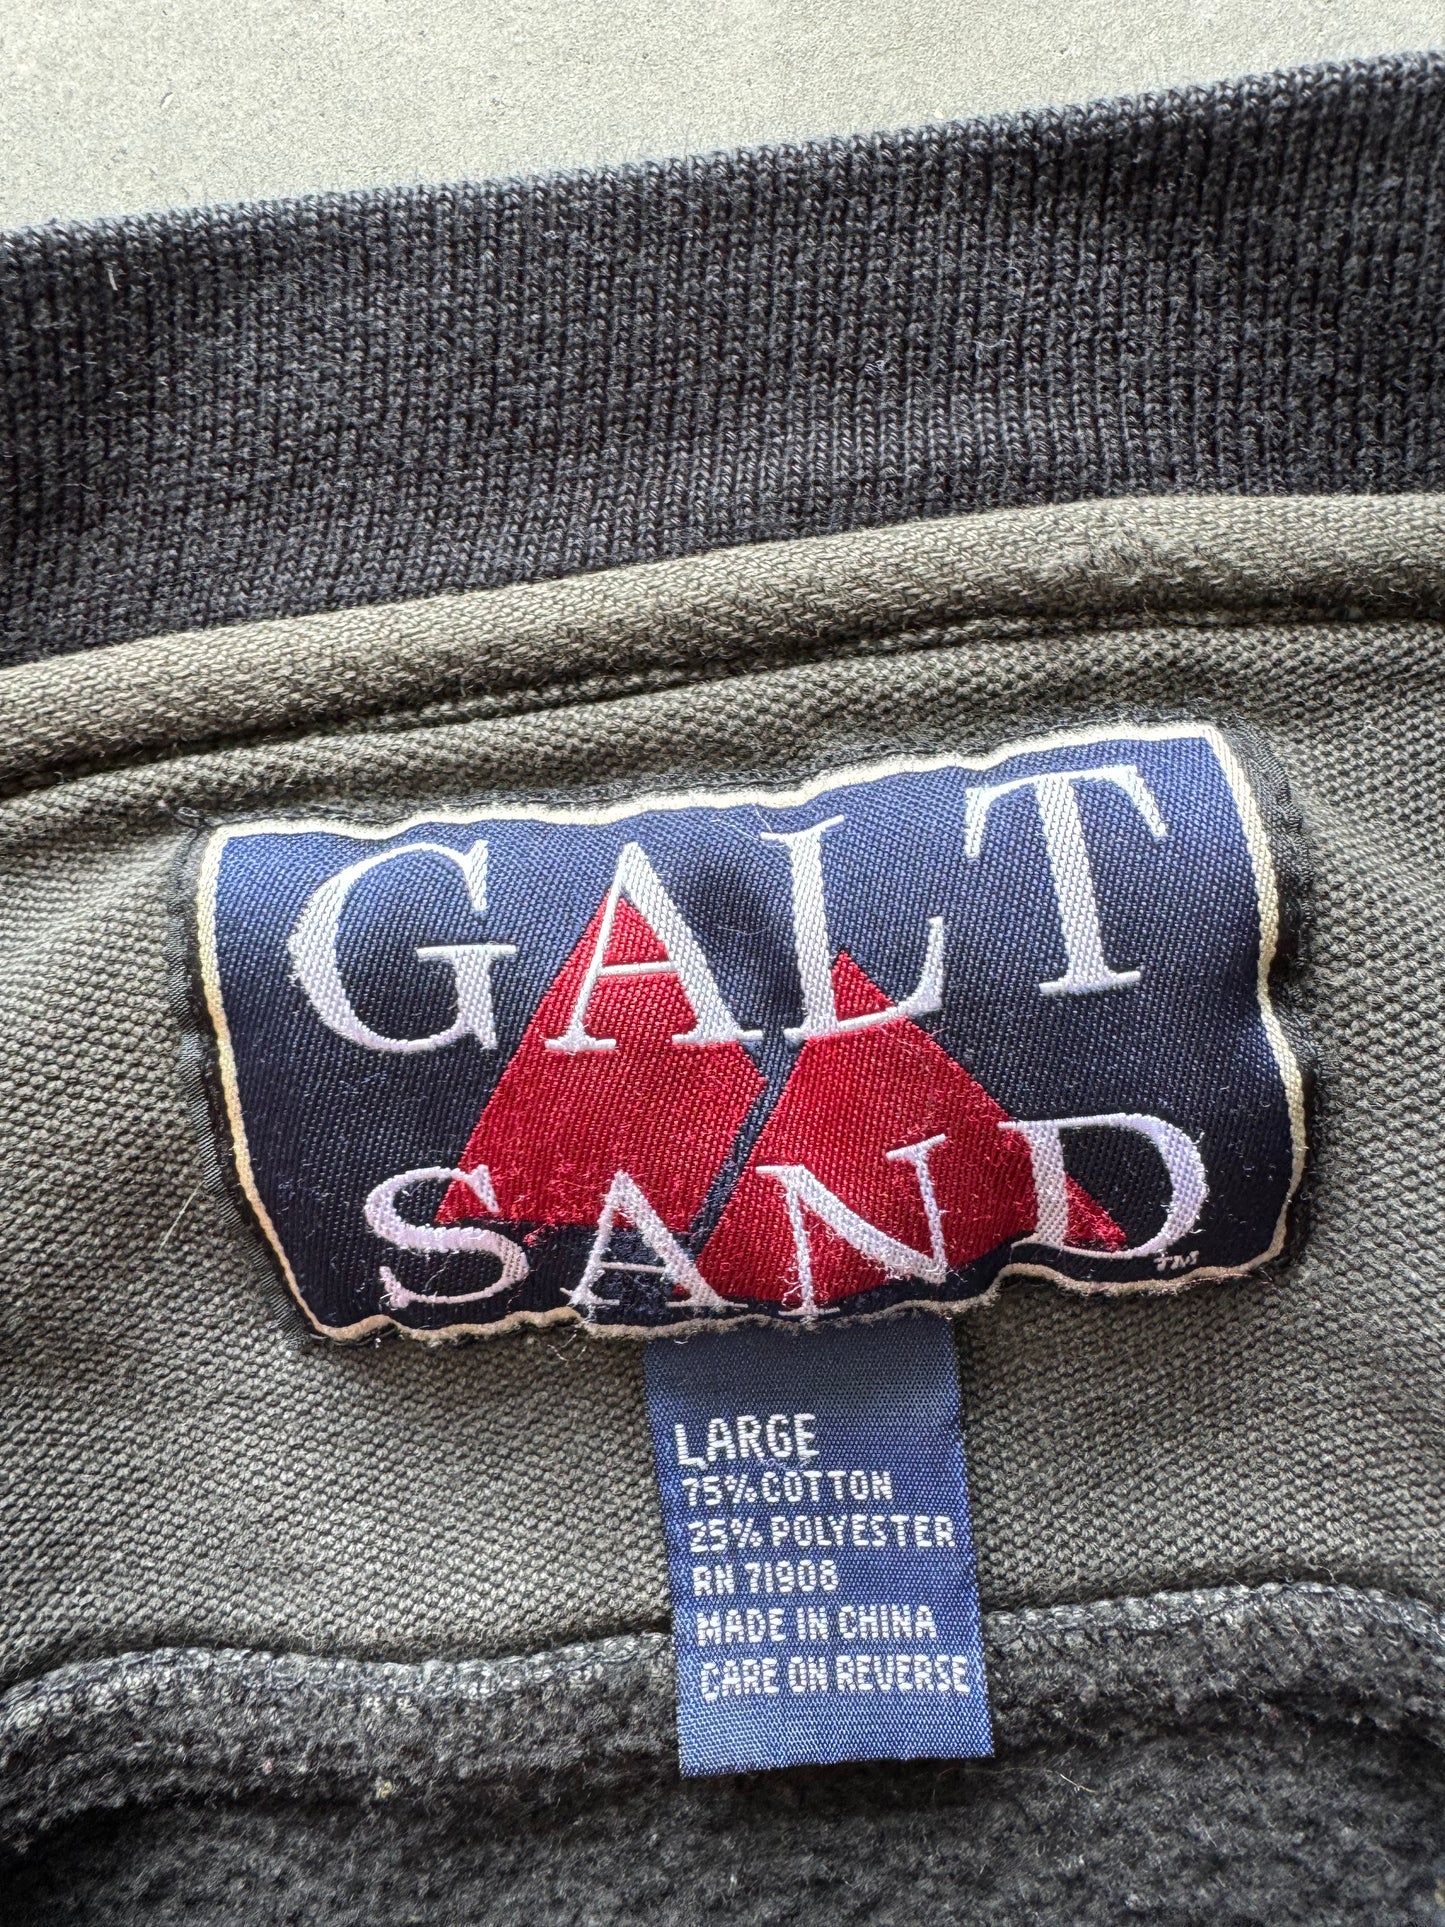 GALT
SAND
TM
LARGE
75% COTTON
25% POLYESTER
RN 71908
MADE IN CHINA
CARE ON REVERSE